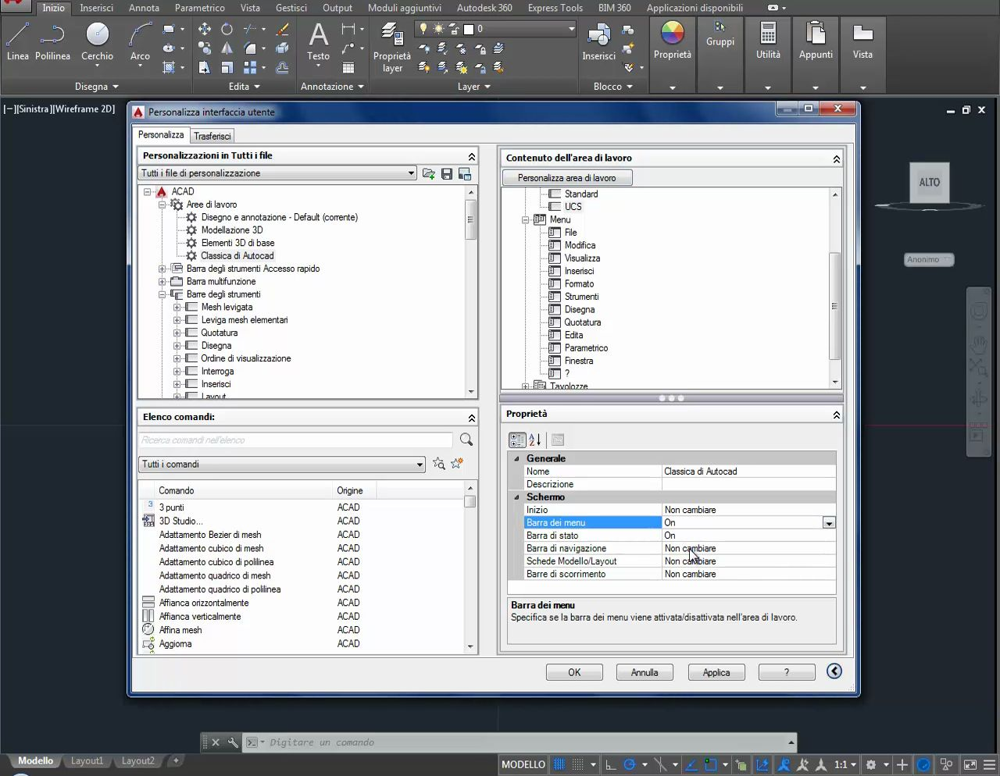 Inizio Inserisci Annota Parametrico Vista Gestisci Output Moduli aggiuntivi Autodesk 360 Express Tools BIM 360 Applicazioni disponibili
0
Linea Polilinea Cerchio Arco Testo Proprietà layer Inserisci Proprietà Gruppi Utilità Appunti Vista
Disegna Edita Annotazione Layer Blocco
[−][Sinistra][Wireframe 2D]
ALTO
Anonimo
Personalizza interfaccia utente
Personalizza Trasferisci
Personalizzazioni in Tutti i file
Tutti i file di personalizzazione
ACAD
Aree di lavoro
Disegno e annotazione - Default (corrente)
Modellazione 3D
Elementi 3D di base
Classica di Autocad
Barra degli strumenti Accesso rapido
Barra multifunzione
Barre degli strumenti
Mesh levigata
Leviga mesh elementari
Quotatura
Disegna
Ordine di visualizzazione
Interroga
Inserisci
Layout
Elenco comandi:
Ricerca comandi nell'elenco
Tutti i comandi
Comando Origine
3 punti ACAD
3D Studio... ACAD
Adattamento Bezier di mesh ACAD
Adattamento cubico di mesh ACAD
Adattamento cubico di polilinea ACAD
Adattamento quadrico di mesh ACAD
Adattamento quadrico di polilinea ACAD
Affianca orizzontalmente ACAD
Affianca verticalmente ACAD
Affina mesh ACAD
Aggiorna ACAD
Contenuto dell'area di lavoro
Personalizza area di lavoro
Standard
UCS
Menu
File
Modifica
Visualizza
Inserisci
Formato
Strumenti
Disegna
Quotatura
Edita
Parametrico
Finestra
?
Tavolozze
Proprietà
Generale
Nome Classica di Autocad
Descrizione
Schermo
Inizio Non cambiare
Barra dei menu On
Barra di stato On
Barra di navigazione Non cambiare
Schede Modello/Layout Non cambiare
Barre di scorrimento Non cambiare
Barra dei menu
Specifica se la barra dei menu viene attivata/disattivata nell'area di lavoro.
OK Annulla Applica ?
Digitare un comando
Modello Layout1 Layout2 +
MODELLO 1:1